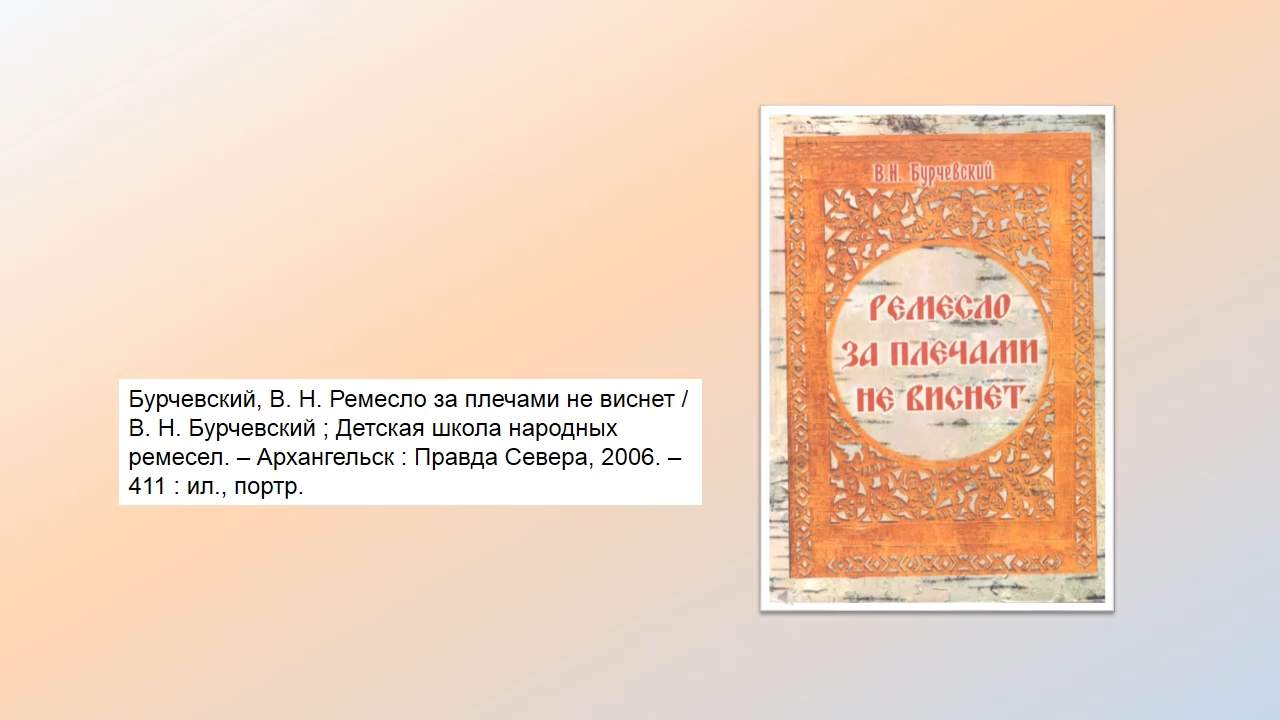 Бурчевский, В. Н. Ремесло за плечами не виснет /
В. Н. Бурчевский ; Детская школа народных
ремесел. – Архангельск : Правда Севера, 2006. –
411 : ил., портр.
В.Н. Бурчевский
РЕМЕСЛО
ЗА ПЛЕЧАМИ
НЕ ВИСНЕТ